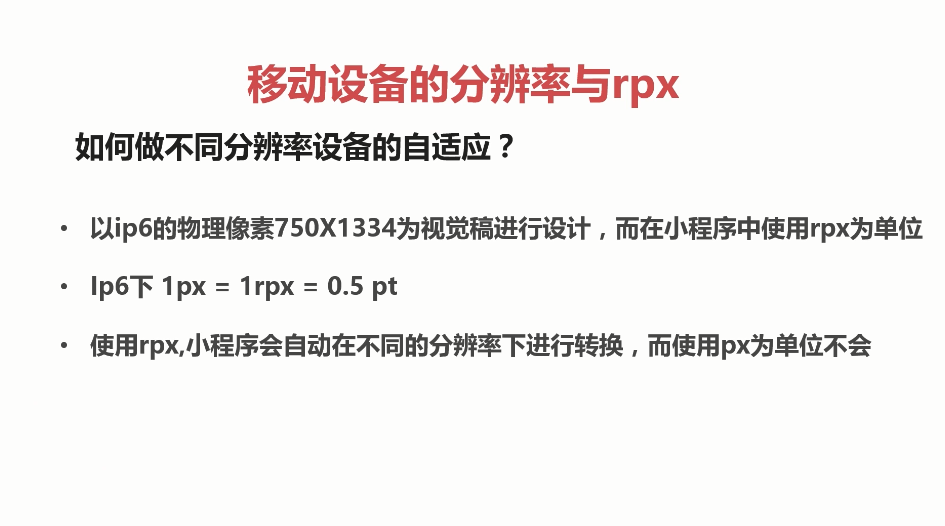 移动设备的分辨率与rpx
如何做不同分辨率设备的自适应？
• 以ip6的物理像素750X1334为视觉稿进行设计，而在小程序中使用rpx为单位
• Ip6下 1px = 1rpx = 0.5 pt
• 使用rpx,小程序会自动在不同的分辨率下进行转换，而使用px为单位不会